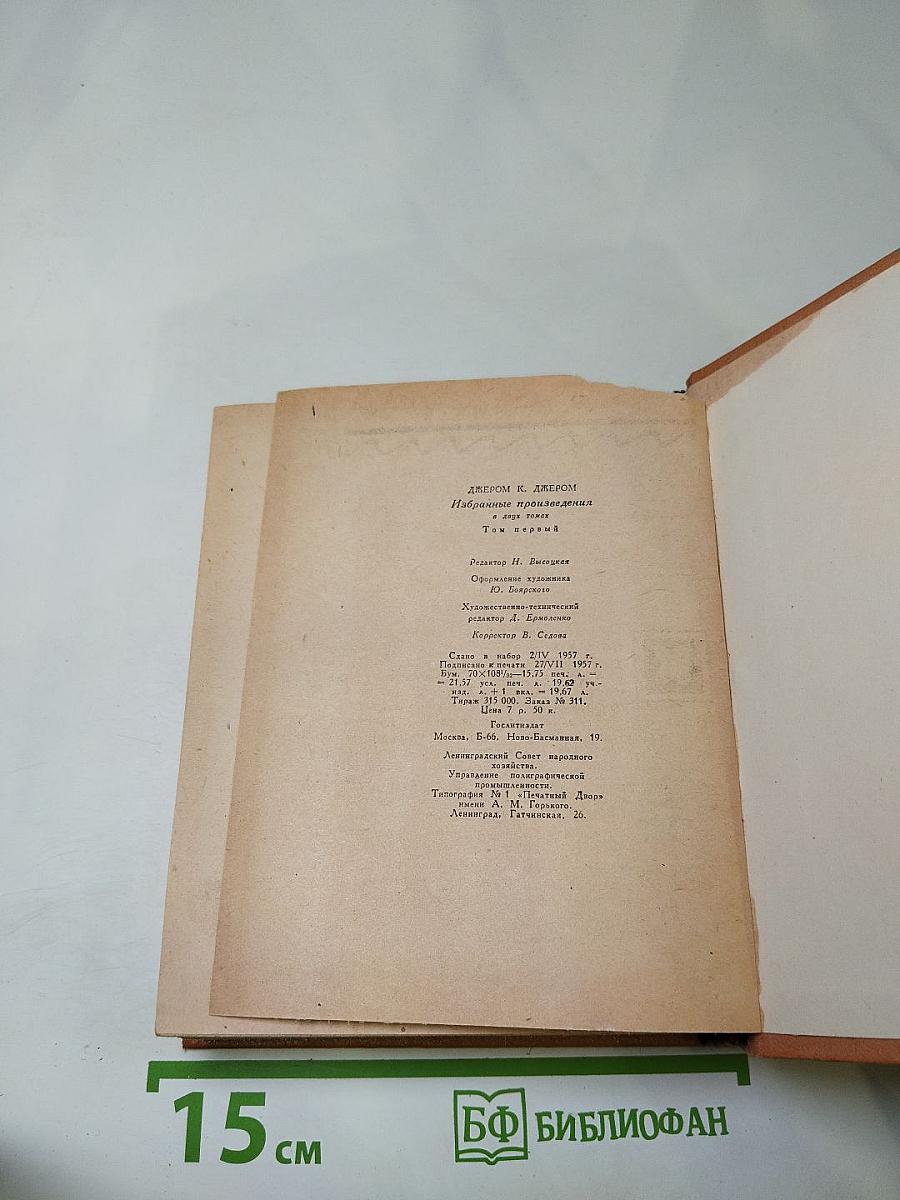 ДЖЕРОМ К. ДЖЕРОМ
Избранные произведения
в двух томах
Том первый
Редактор Н. Высоцкая
Оформление художника
Ю. Боярского
Художественно-технический
редактор Д. Ермоленко
Корректор В. Седова
Сдано в набор 2/IV 1957 г.
Подписано к печати 27/VII 1957 г.
Бум. 70×108¹/₃₂—15,75 печ. л. =
= 21,57 усл. печ. л. 19,62 уч.-
изд. л. + 1 вкл. = 19,67 л.
Тираж 315 000. Заказ № 311.
Цена 7 р. 50 к.
Гослитиздат
Москва, Б-66, Ново-Басманная, 19.
Ленинградский Совет народного
хозяйства.
Управление полиграфической
промышленности.
Типография № 1 «Печатный Двор»
имени А. М. Горького.
Ленинград, Гатчинская, 26.
15 см
БФ БИБЛИОФАН